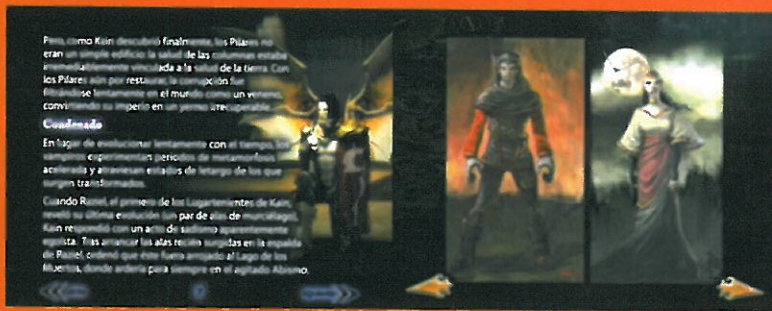 Pero, como Kain descubrió finalmente, los Pilares no
eran un simple edificio: la salud de las columnas estaba
irremediablemente vinculada a la salud de la tierra. Con
los Pilares aún por restaurar, la corrupción fue
filtrándose lentamente en el mundo como un veneno,
convirtiendo su imperio en un yermo irrecuperable.
Condenado
En lugar de evolucionar lentamente con el tiempo, los
vampiros experimentan periodos de metamorfosis
acelerada y atraviesan estados de letargo de los que
surgen transformados.
Cuando Raziel, el primero de los Lugartenientes de Kain,
reveló su última evolución (un par de alas de murciélago),
Kain respondió con un acto de sadismo aparentemente
egoísta. Tras arrancar las alas recién surgidas en la espalda
de Raziel, ordenó que éste fuera arrojado al Lago de los
Muertos, donde ardería para siempre en el agitado Abismo.